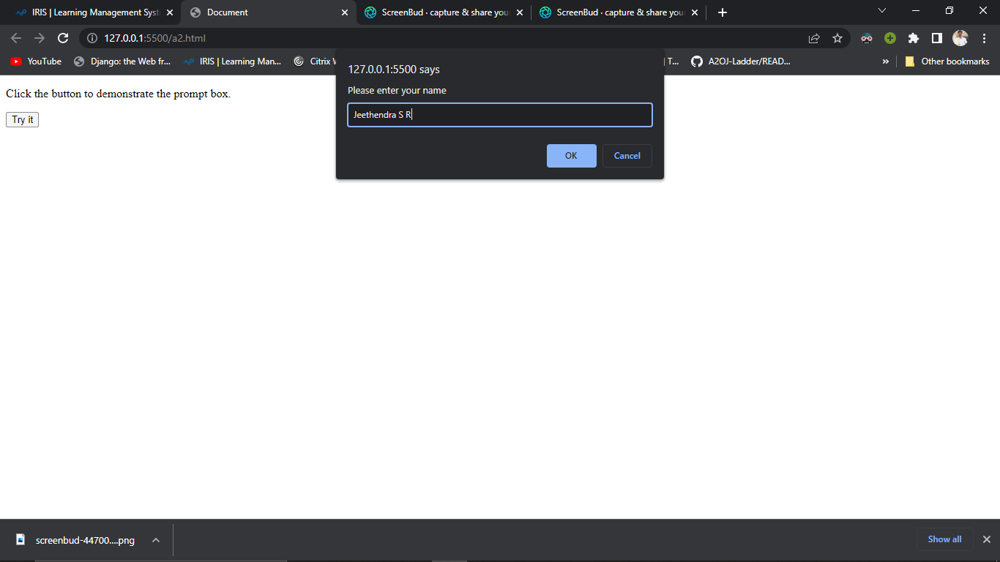 IRIS | Learning Management Syst
Document
ScreenBud · capture & share your
ScreenBud · capture & share your
127.0.0.1:5500/a2.html
YouTube
Django: the Web fr...
IRIS | Learning Man...
Citrix
| T...
A2OJ-Ladder/READ...
»
Other bookmarks
127.0.0.1:5500 says
Please enter your name
Jeethendra S R
OK
Cancel
Click the button to demonstrate the prompt box.
Try it
screenbud-44700....png
Show all